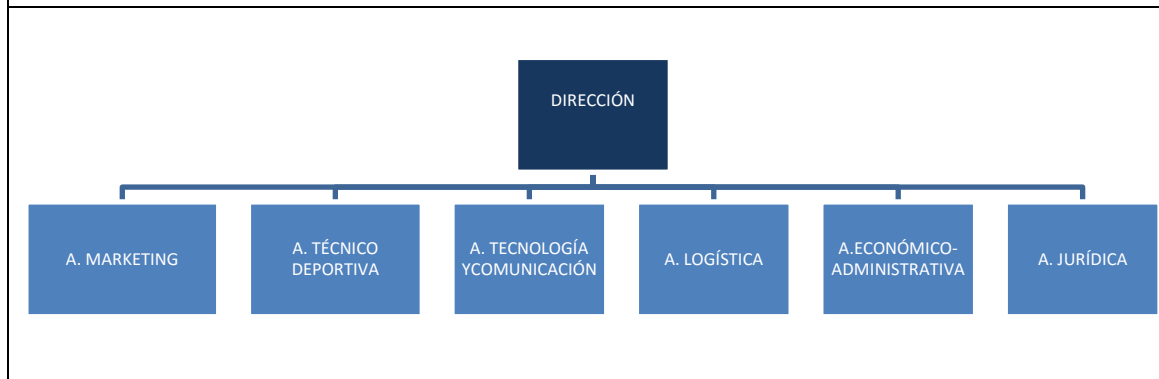 DIRECCIÓN
A. MARKETING
A. TÉCNICO
DEPORTIVA
A. TECNOLOGÍA
YCOMUNICACIÓN
A. LOGÍSTICA
A.ECONÓMICO-
ADMINISTRATIVA
A. JURÍDICA